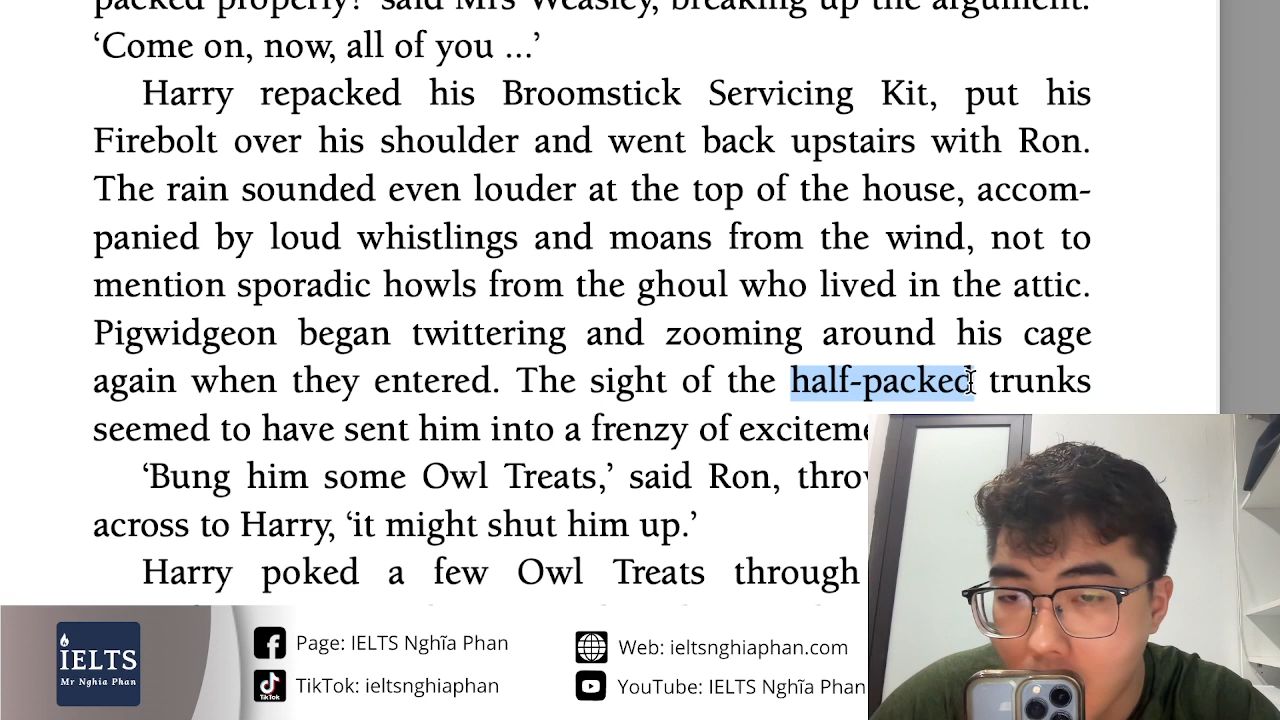 packed properly?' said Mrs Weasley, breaking up the argument.
‘Come on, now, all of you ...’
Harry repacked his Broomstick Servicing Kit, put his
Firebolt over his shoulder and went back upstairs with Ron.
The rain sounded even louder at the top of the house, accom-
panied by loud whistlings and moans from the wind, not to
mention sporadic howls from the ghoul who lived in the attic.
Pigwidgeon began twittering and zooming around his cage
again when they entered. The sight of the half-packed trunks
seemed to have sent him into a frenzy of exciteme
‘Bung him some Owl Treats,’ said Ron, throw
across to Harry, ‘it might shut him up.’
Harry poked a few Owl Treats through
IELTS
Mr Nghia Phan
Page: IELTS Nghĩa Phan
TikTok
TikTok: ieltsnghiaphan
Web: ieltsnghiaphan.com
YouTube: IELTS Nghĩa Phan